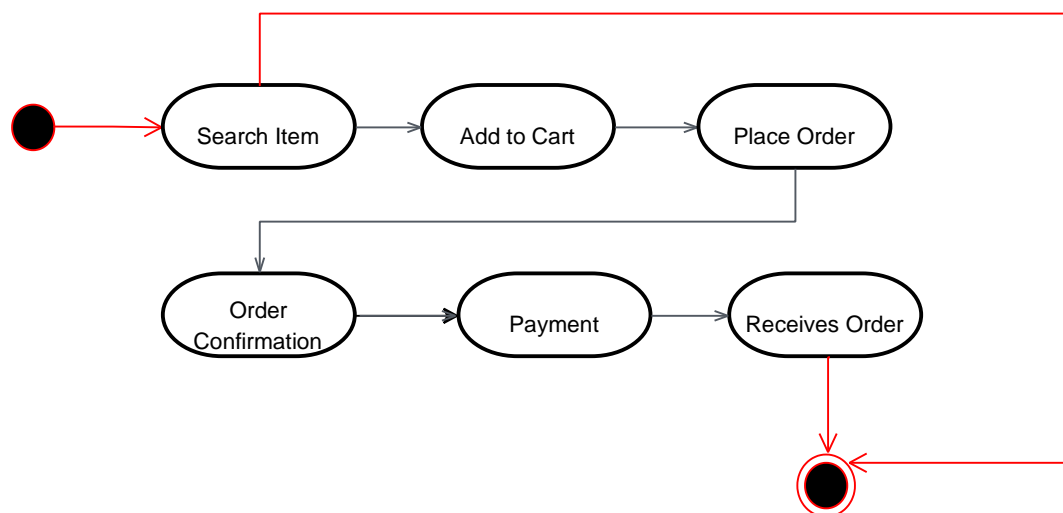 Search Item
Add to Cart
Place Order
Order
Confirmation
Payment
Receives Order